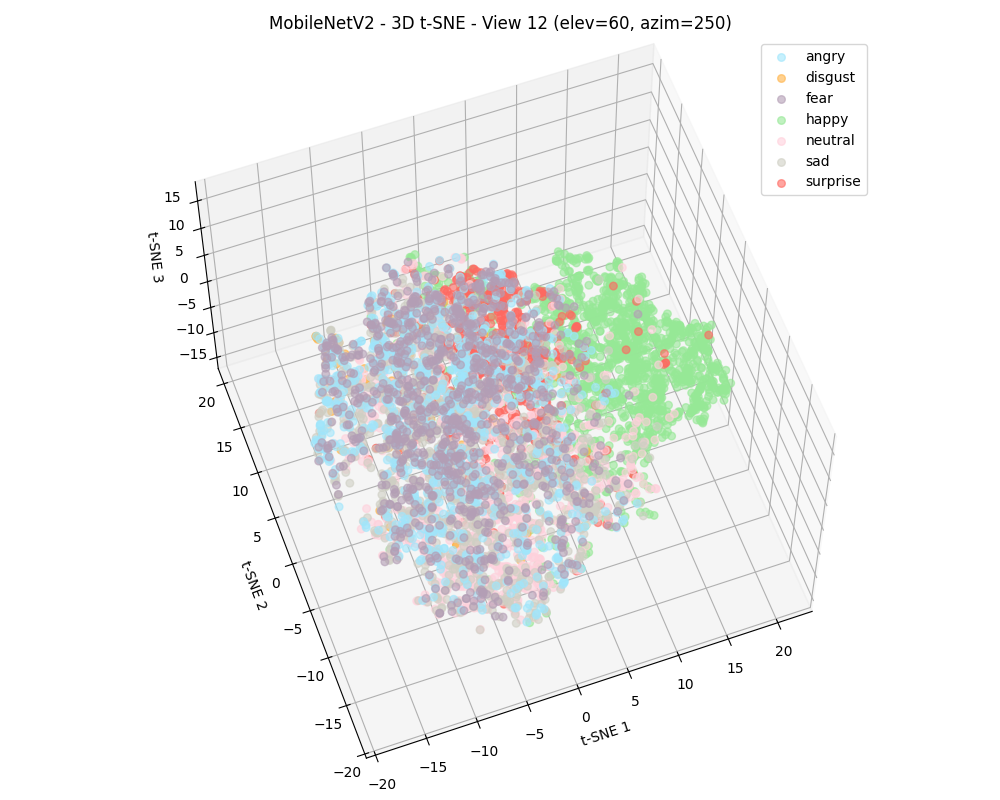 MobileNetV2 - 3D t-SNE - View 12 (elev=60, azim=250)
angry
disgust
fear
happy
neutral
sad
surprise
15
10
5
0
−5
−10
−15
t-SNE 3
20
15
10
5
0
−5
−10
−15
−20
t-SNE 2
−20
−15
−10
−5
0
5
10
15
20
t-SNE 1